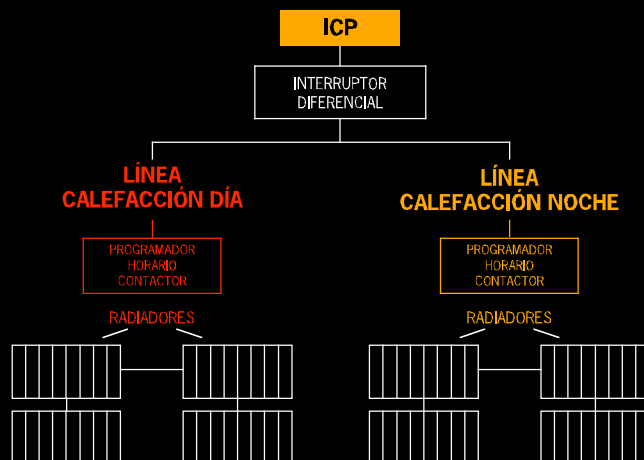 ICP
INTERRUPTOR
DIFERENCIAL
LÍNEA
CALEFACCIÓN DÍA
PROGRAMADOR
HORARIO
CONTACTOR
RADIADORES
LÍNEA
CALEFACCIÓN NOCHE
PROGRAMADOR
HORARIO
CONTACTOR
RADIADORES